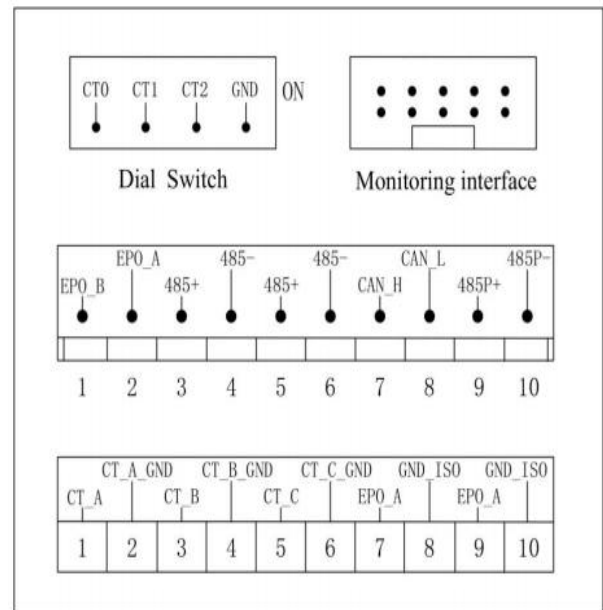 CT0 CT1 CT2 GND ON
Dial Switch
Monitoring interface
EPO_A 485- 485- CAN_L 485P-
EPO_B 485+ 485+ CAN_H 485P+
1 2 3 4 5 6 7 8 9 10
CT_A_GND CT_B_GND CT_C_GND GND_ISO GND_ISO
CT_A CT_B CT_C EPO_A EPO_A
1 2 3 4 5 6 7 8 9 10